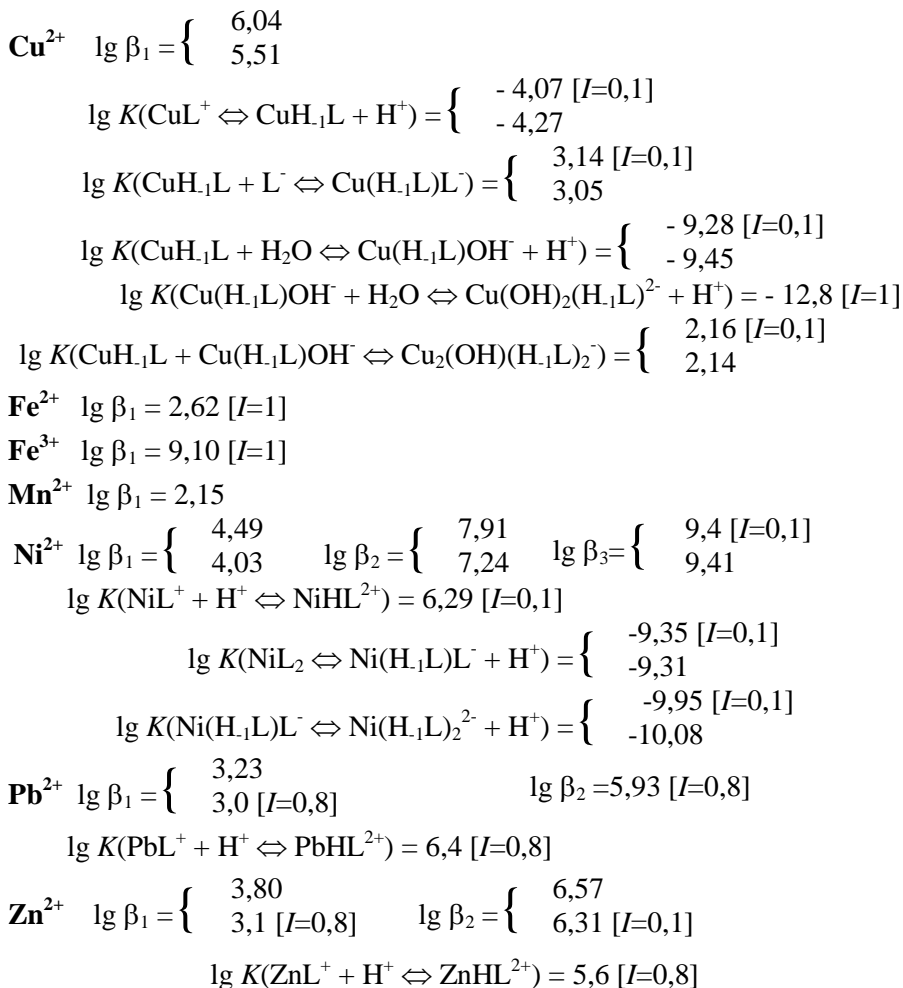 Cu²⁺ lg β₁ = { 6,04
5,51
lg K(CuL⁺ ⇔ CuH₋₁L + H⁺) = { - 4,07 [I=0,1]
- 4,27
lg K(CuH₋₁L + L⁻ ⇔ Cu(H₋₁L)L⁻) = { 3,14 [I=0,1]
3,05
lg K(CuH₋₁L + H₂O ⇔ Cu(H₋₁L)OH⁻ + H⁺) = { - 9,28 [I=0,1]
- 9,45
lg K(Cu(H₋₁L)OH⁻ + H₂O ⇔ Cu(OH)₂(H₋₁L)²⁻ + H⁺) = - 12,8 [I=1]
lg K(CuH₋₁L + Cu(H₋₁L)OH⁻ ⇔ Cu₂(OH)(H₋₁L)₂⁻) = { 2,16 [I=0,1]
2,14
Fe²⁺ lg β₁ = 2,62 [I=1]
Fe³⁺ lg β₁ = 9,10 [I=1]
Mn²⁺ lg β₁ = 2,15
Ni²⁺ lg β₁ = { 4,49 lg β₂ = { 7,91 lg β₃= { 9,4 [I=0,1]
4,03 7,24 9,41
lg K(NiL⁺ + H⁺ ⇔ NiHL²⁺) = 6,29 [I=0,1]
lg K(NiL₂ ⇔ Ni(H₋₁L)L⁻ + H⁺) = { -9,35 [I=0,1]
-9,31
lg K(Ni(H₋₁L)L⁻ ⇔ Ni(H₋₁L)₂²⁻ + H⁺) = { -9,95 [I=0,1]
-10,08
Pb²⁺ lg β₁ = { 3,23 lg β₂ =5,93 [I=0,8]
3,0 [I=0,8]
lg K(PbL⁺ + H⁺ ⇔ PbHL²⁺) = 6,4 [I=0,8]
Zn²⁺ lg β₁ = { 3,80 lg β₂ = { 6,57
3,1 [I=0,8] 6,31 [I=0,1]
lg K(ZnL⁺ + H⁺ ⇔ ZnHL²⁺) = 5,6 [I=0,8]